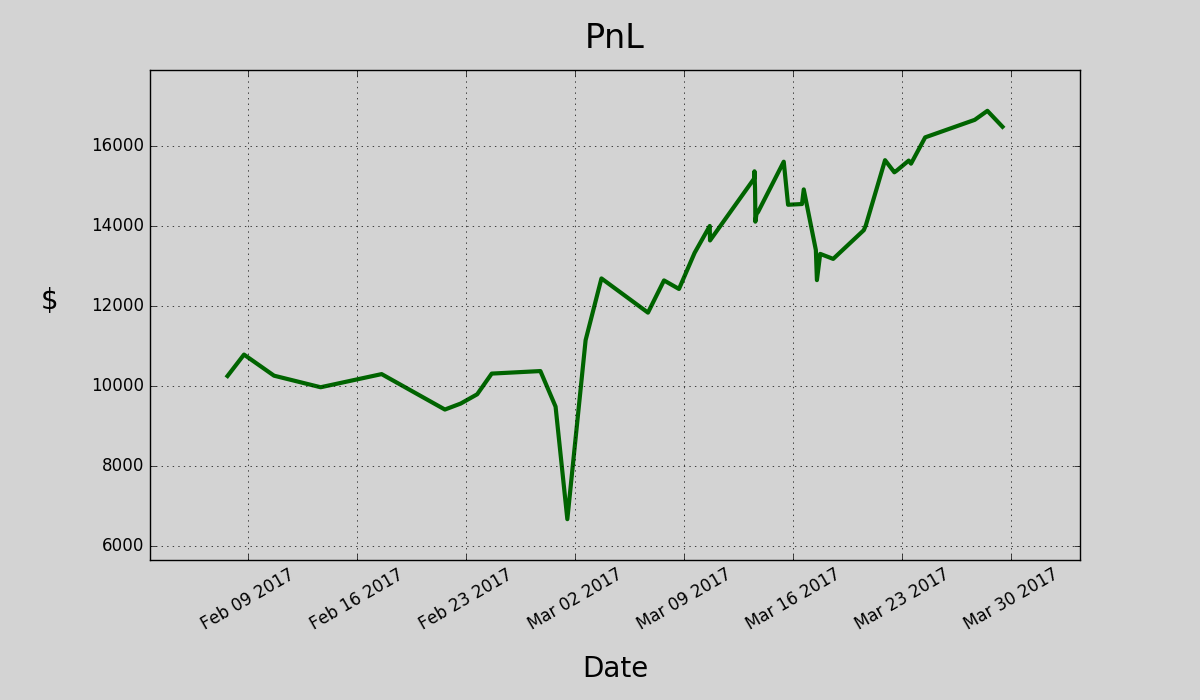 PnL
16000
14000
12000
10000
8000
6000
$
Feb 09 2017
Feb 16 2017
Feb 23 2017
Mar 02 2017
Mar 09 2017
Mar 16 2017
Mar 23 2017
Mar 30 2017
Date